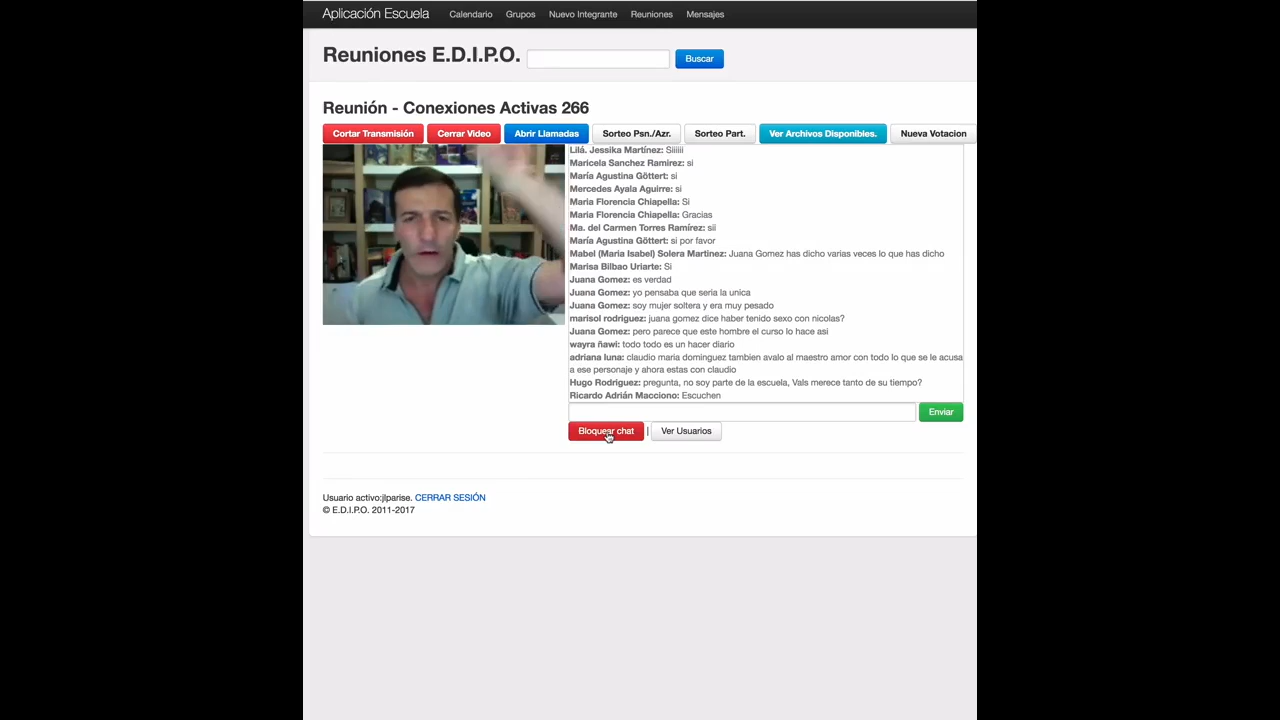 Aplicación Escuela Calendario Grupos Nuevo Integrante Reuniones Mensajes
Reuniones E.D.I.P.O. Buscar
Reunión - Conexiones Activas 266
Cortar Transmisión Cerrar Video Abrir Llamadas Sorteo Psn./Azr. Sorteo Part. Ver Archivos Disponibles. Nueva Votacion
Lilá. Jessika Martínez: Siiiiii
Maricela Sanchez Ramirez: si
María Agustina Göttert: si
Mercedes Ayala Aguirre: si
Maria Florencia Chiapella: Si
Maria Florencia Chiapella: Gracias
Ma. del Carmen Torres Ramírez: sii
María Agustina Göttert: si por favor
Mabel (Maria Isabel) Solera Martinez: Juana Gomez has dicho varias veces lo que has dicho
Marisa Bilbao Uriarte: Si
Juana Gomez: es verdad
Juana Gomez: yo pensaba que seria la unica
Juana Gomez: soy mujer soltera y era muy pesado
marisol rodriguez: juana gomez dice haber tenido sexo con nicolas?
Juana Gomez: pero parece que este hombre el curso lo hace asi
wayra ñawi: todo todo es un hacer diario
adriana luna: claudio maria dominguez tambien avalo al maestro amor con todo lo que se le acusa
a ese personaje y ahora estas con claudio
Hugo Rodríguez: pregunta, no soy parte de la escuela, Vals merece tanto de su tiempo?
Ricardo Adrián Macciono: Escuchen
Enviar
Bloquear chat | Ver Usuarios
Usuario activo:jlparise. CERRAR SESIÓN
© E.D.I.P.O. 2011-2017